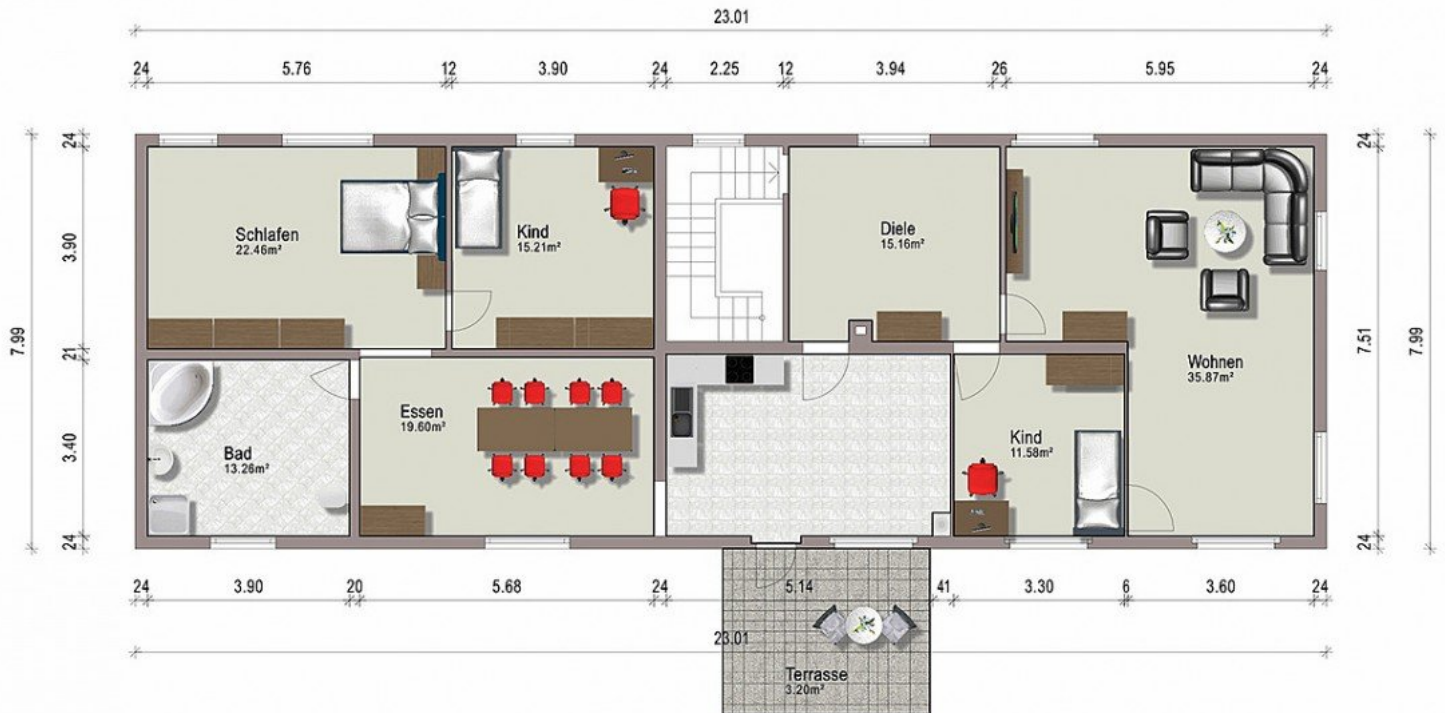 23.01
24 5.76 12 3.90 24 2.25 12 3.94 26 5.95 24
24
3.90
21
3.40
24
7.99
24
7.51
24
7.99
Schlafen
22.46m²
Kind
15.21m²
Diele
15.16m²
Wohnen
35.87m²
Essen
19.60m²
Bad
13.26m²
Kind
11.58m²
24 3.90 20 5.68 24 5.14 41 3.30 6 3.60 24
23.01
Terrasse
3.20m²